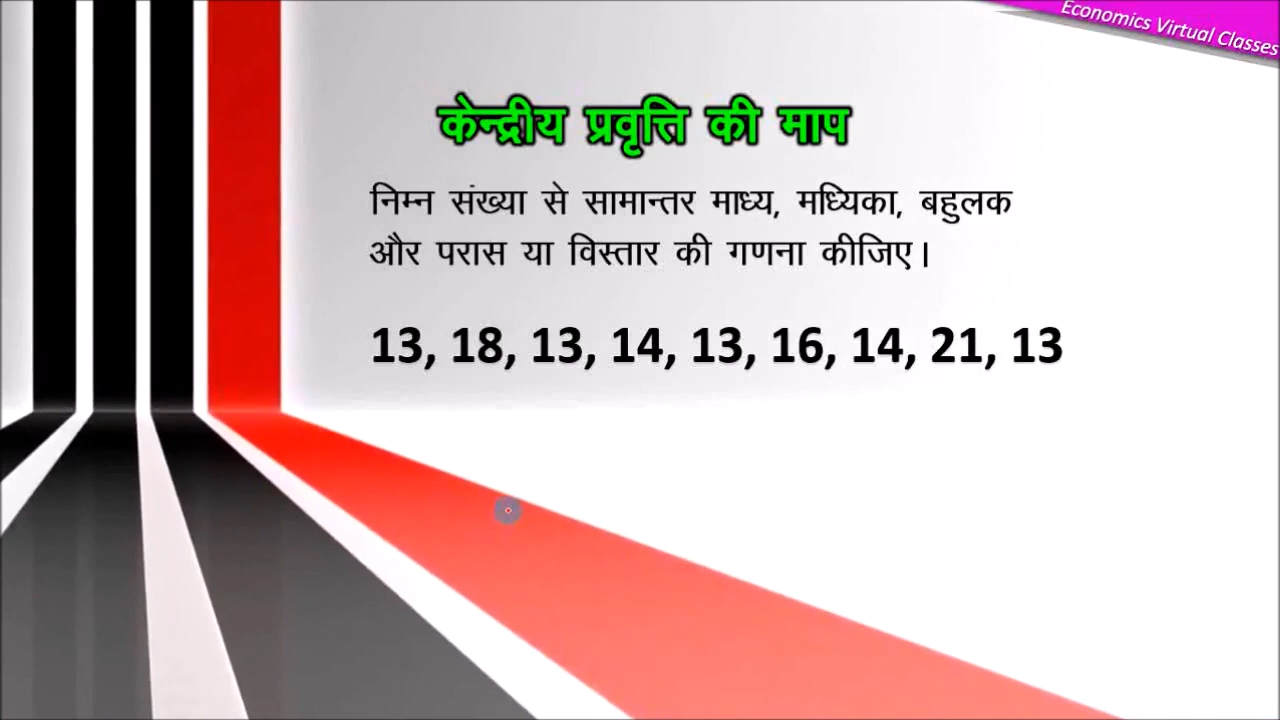 Economics Virtual Classes
केन्द्रीय प्रवृत्ति की माप
निम्न संख्या से सामान्तर माध्य, मध्यिका, बहुलक
और परास या विस्तार की गणना कीजिए।
13, 18, 13, 14, 13, 16, 14, 21, 13